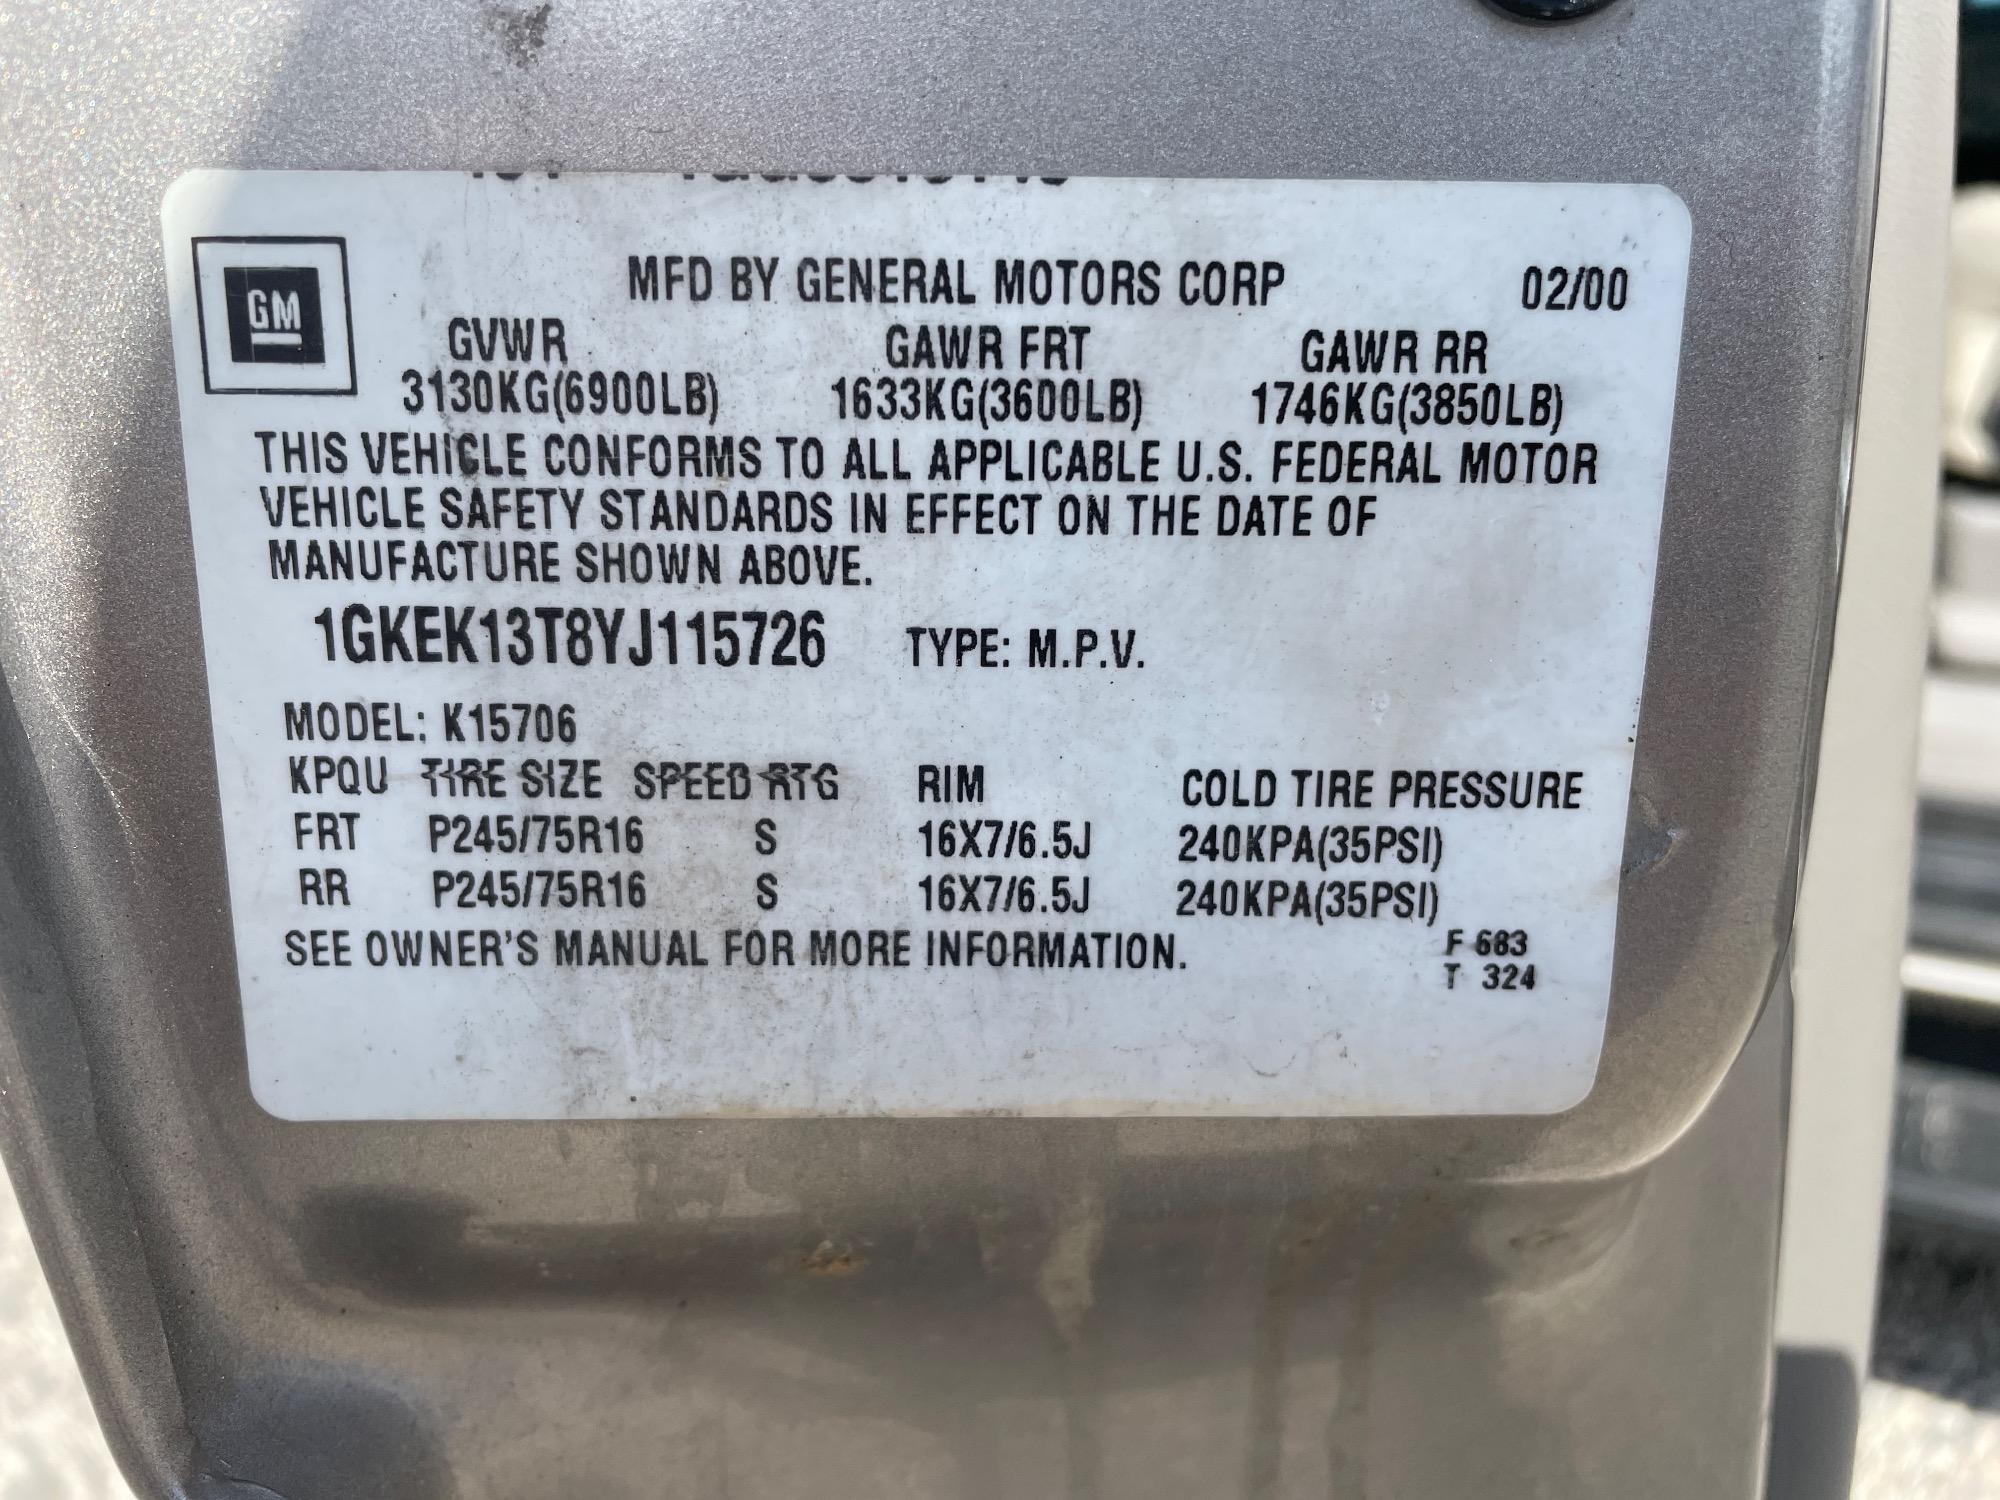 MFD BY GENERAL MOTORS CORP 02/00
GM
GVWR GAWR FRT GAWR RR
3130KG(6900LB) 1633KG(3600LB) 1746KG(3850LB)
THIS VEHICLE CONFORMS TO ALL APPLICABLE U.S. FEDERAL MOTOR
VEHICLE SAFETY STANDARDS IN EFFECT ON THE DATE OF
MANUFACTURE SHOWN ABOVE.
1GKEK13T8YJ115726 TYPE: M.P.V.
MODEL: K15706
KPQU TIRE SIZE SPEED RTG RIM COLD TIRE PRESSURE
FRT P245/75R16 S 16X7/6.5J 240KPA(35PSI)
RR P245/75R16 S 16X7/6.5J 240KPA(35PSI)
SEE OWNER'S MANUAL FOR MORE INFORMATION.
F 683
T 324